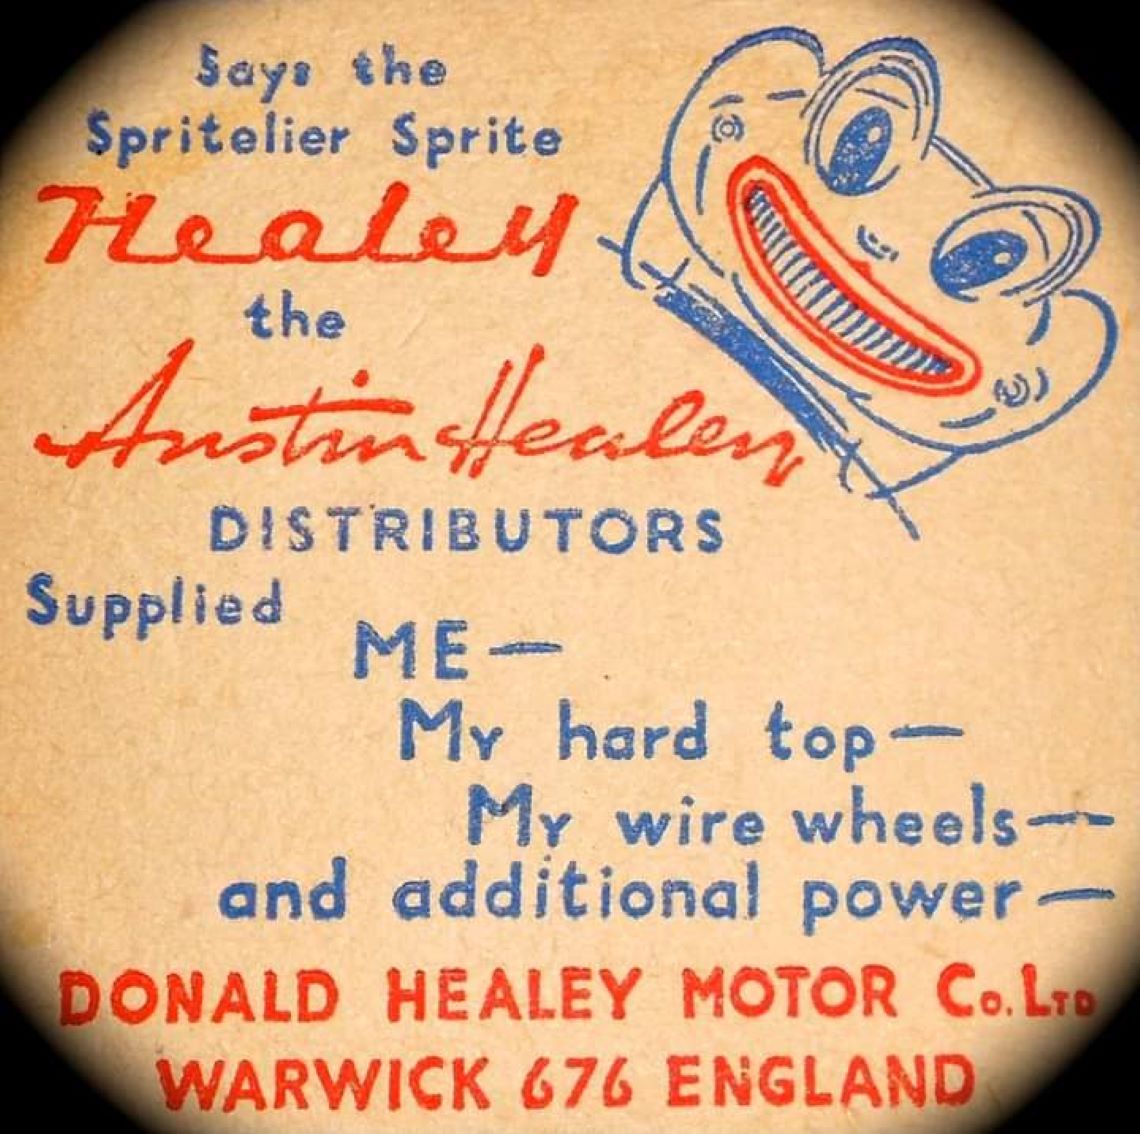 Says the
Spritelier Sprite
Healey
the
Austin Healey
DISTRIBUTORS
Supplied
ME—
My hard top—
My wire wheels—
and additional power—
DONALD HEALEY MOTOR Co. LTD
WARWICK 676 ENGLAND